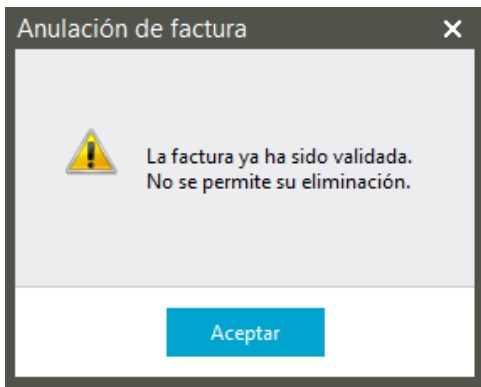 Anulación de factura
La factura ya ha sido validada.
No se permite su eliminación.
Aceptar